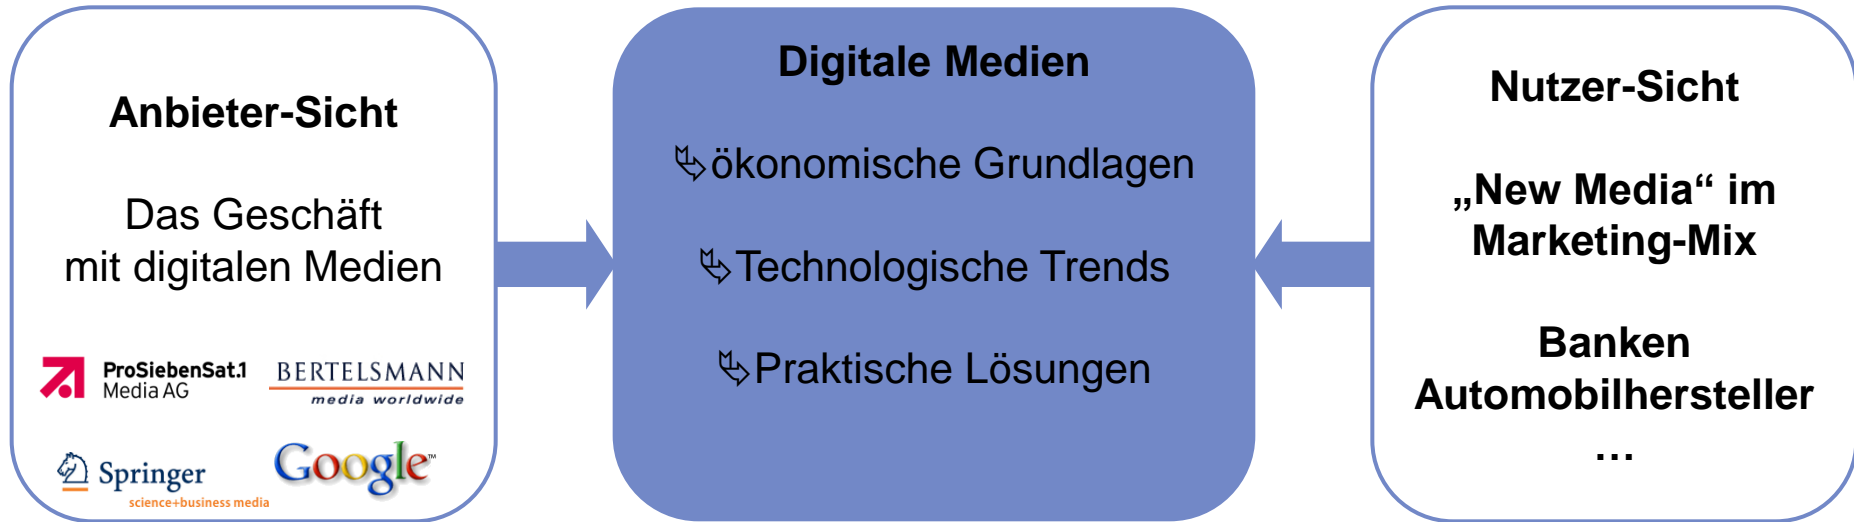 Anbieter-Sicht
Das Geschäft
mit digitalen Medien
ProSiebenSat.1
Media AG
BERTELSMANN
media worldwide
Springer
science+business media
Google™
Digitale Medien
ökonomische Grundlagen
Technologische Trends
Praktische Lösungen
Nutzer-Sicht
„New Media“ im
Marketing-Mix
Banken
Automobilhersteller
…